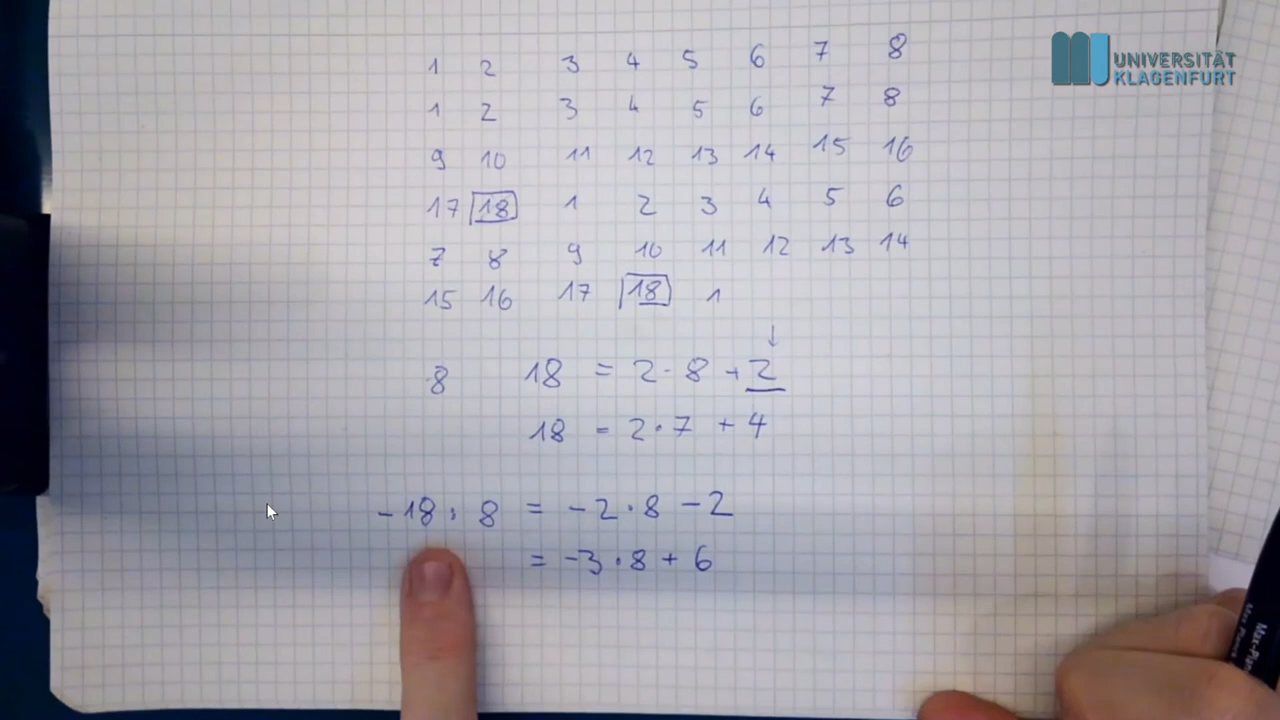 UNIVERSITÄT
KLAGENFURT
1 2 3 4 5 6 7 8
1 2 3 4 5 6 7 8
9 10 11 12 13 14 15 16
17 18 1 2 3 4 5 6
7 8 9 10 11 12 13 14
15 16 17 18 1
8 18 = 2·8 + 2
18 = 2·7 + 4
-18 : 8 = -2·8 - 2
= -3·8 + 6